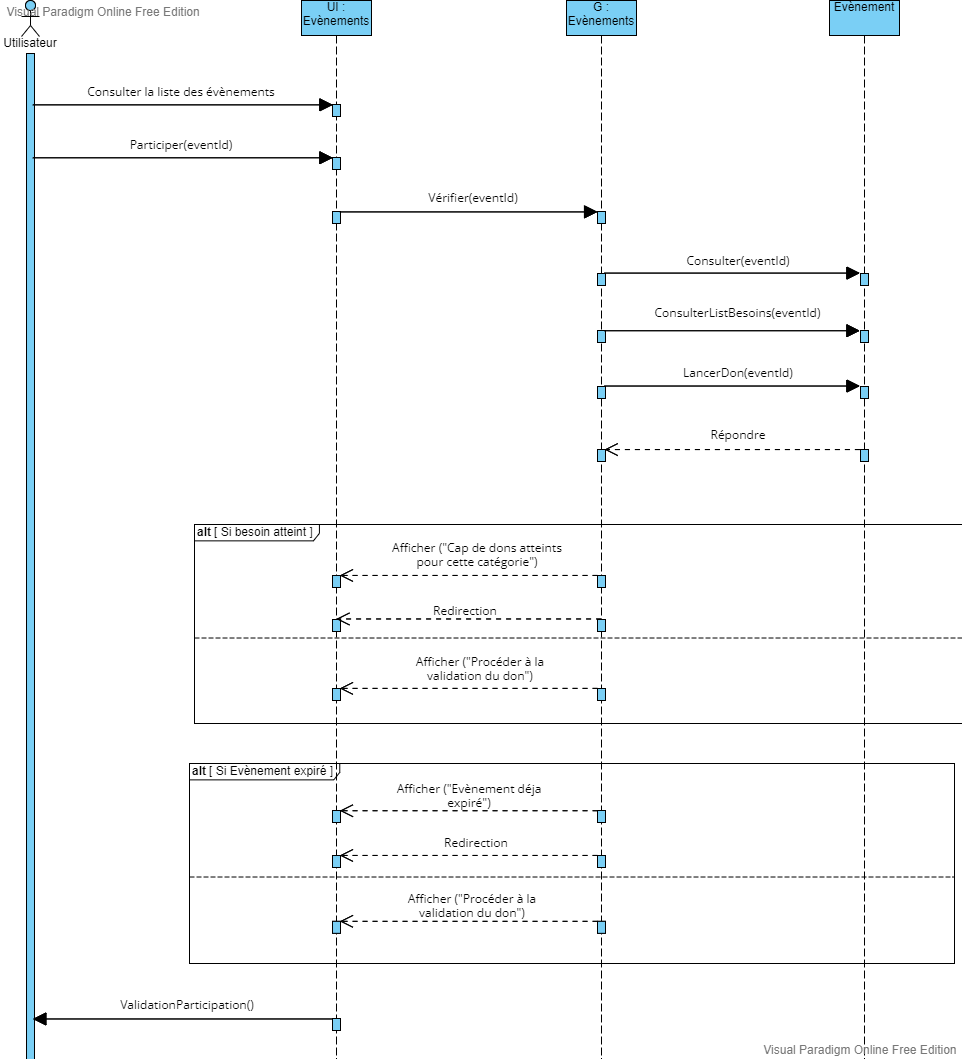 Visual Paradigm Online Free Edition
Utilisateur
UI :
Evènements
G :
Evènements
Evènement
Consulter la liste des évènements
Participer(eventId)
Vérifier(eventId)
Consulter(eventId)
ConsulterListBesoins(eventId)
LancerDon(eventId)
Répondre
alt [ Si besoin atteint ]
Afficher ("Cap de dons atteints
pour cette catégorie")
Redirection
Afficher ("Procéder à la
validation du don")
alt [ Si Evènement expiré ]
Afficher ("Evènement déja
expiré")
Redirection
Afficher ("Procéder à la
validation du don")
ValidationParticipation()
Visual Paradigm Online Free Edition